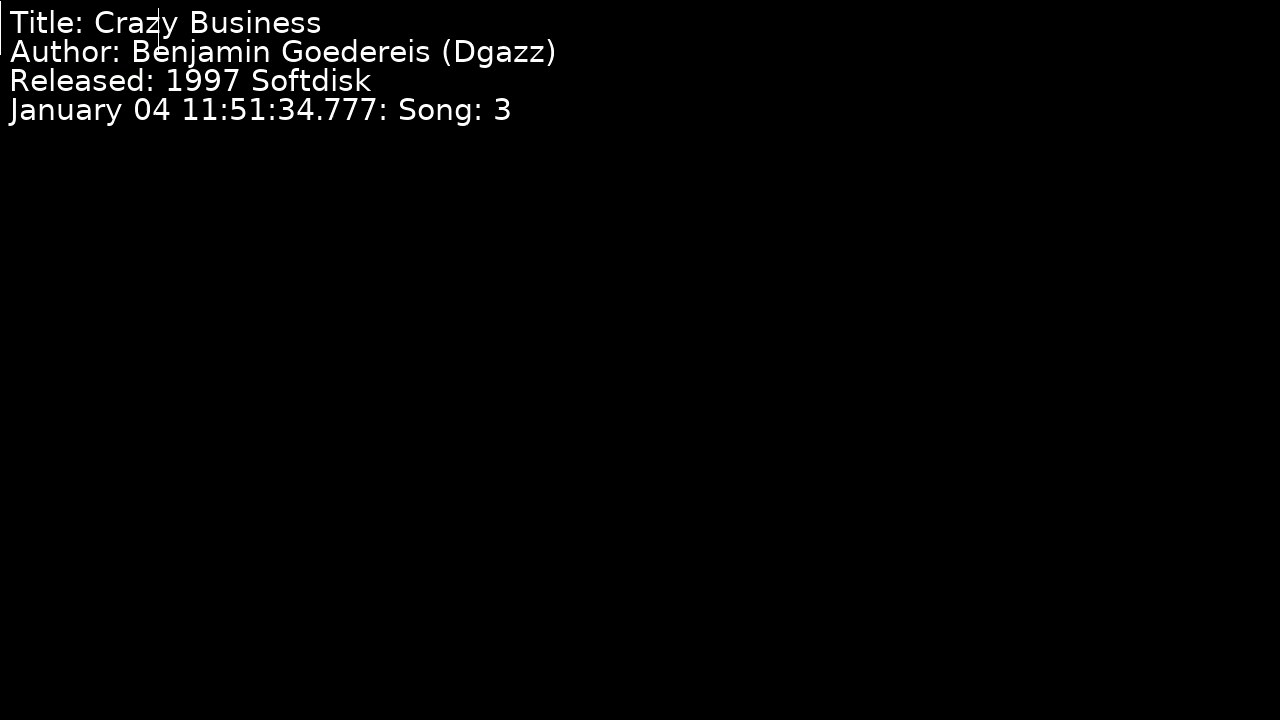 Title: Crazy Business
Author: Benjamin Goedereis (Dgazz)
Released: 1997 Softdisk
January 04 11:51:34.777: Song: 3